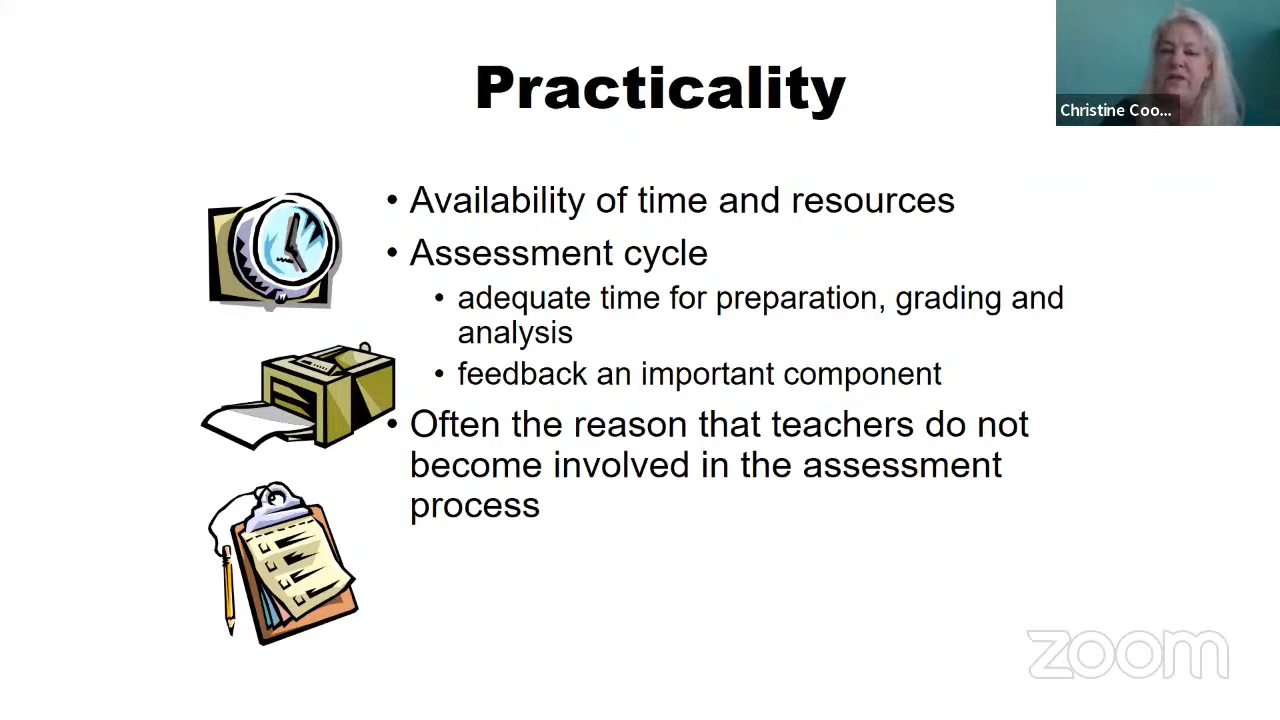 Practicality
Christine Coo...
• Availability of time and resources
• Assessment cycle
• adequate time for preparation, grading and
analysis
• feedback an important component
• Often the reason that teachers do not
become involved in the assessment
process
zoom